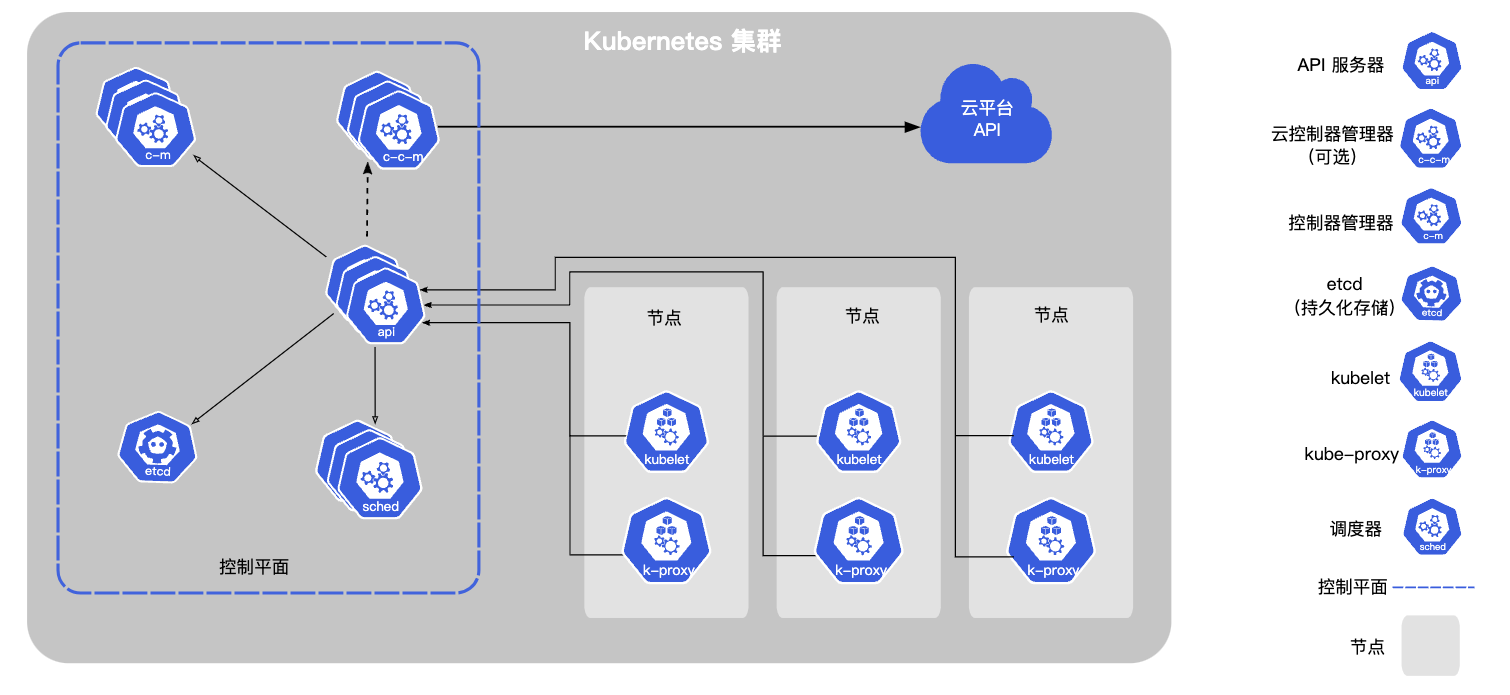 Kubernetes 集群
c-m
c-c-m
云平台
API
api
etcd
sched
控制平面
节点
kubelet
k-proxy
节点
kubelet
k-proxy
节点
kubelet
k-proxy
API 服务器
api
云控制器管理器
(可选)
c-c-m
控制器管理器
c-m
etcd
(持久化存储)
etcd
kubelet
kubelet
kube-proxy
k-proxy
调度器
sched
控制平面
节点